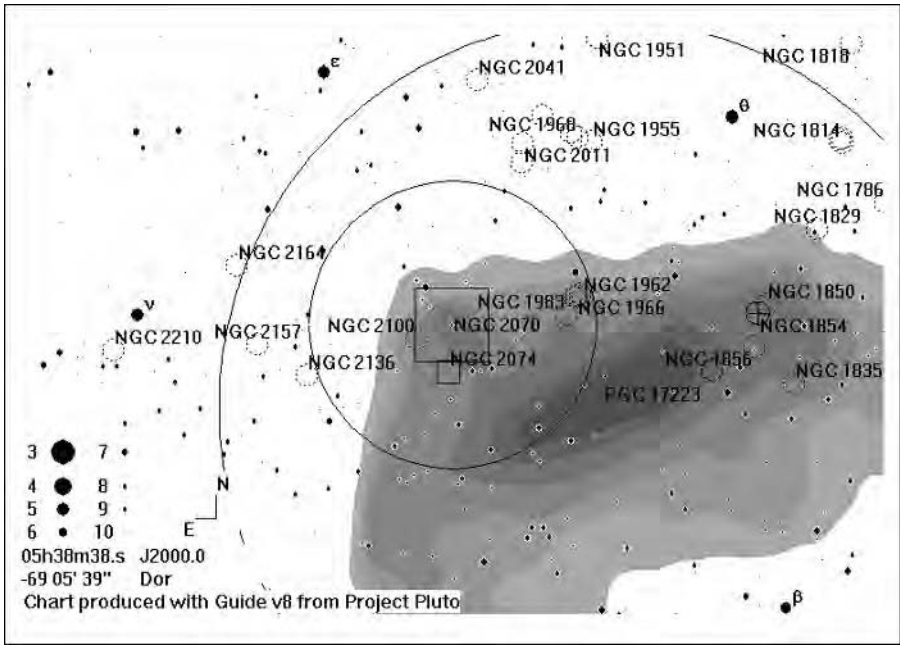 NGC 1951
NGC 1818
ε
NGC 2041
θ
NGC 1968
NGC 1955
NGC 1814
NGC 2011
NGC 1786
NGC 1829
NGC 2164
NGC 1962
NGC 1850
ν
NGC 1983
NGC 1966
NGC 2210
NGC 2157
NGC 2100
NGC 2070
NGC 1854
NGC 2136
NGC 2074
NGC 1856
NGC 1835
PGC 17223
3 7
4 8
5 9
6 10
N
E
05h38m38.s J2000.0
-69 05' 39" Dor
Chart produced with Guide v8 from Project Pluto
β